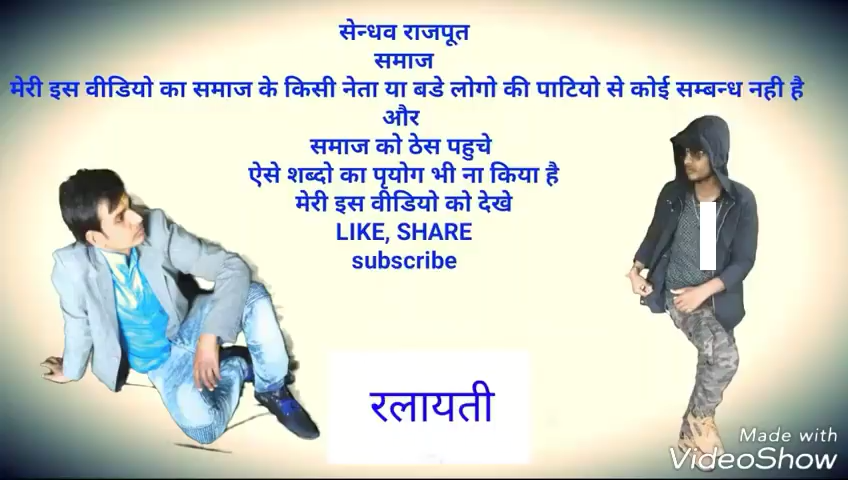 सेन्धव राजपूत
समाज
मेरी इस वीडियो का समाज के किसी नेता या बडे लोगो की पाटियो से कोई सम्बन्ध नही है
और
समाज को ठेस पहुचे
ऐसे शब्दो का पृयोग भी ना किया है
मेरी इस वीडियो को देखे
LIKE, SHARE
subscribe
रलायती
Made with
VideoShow